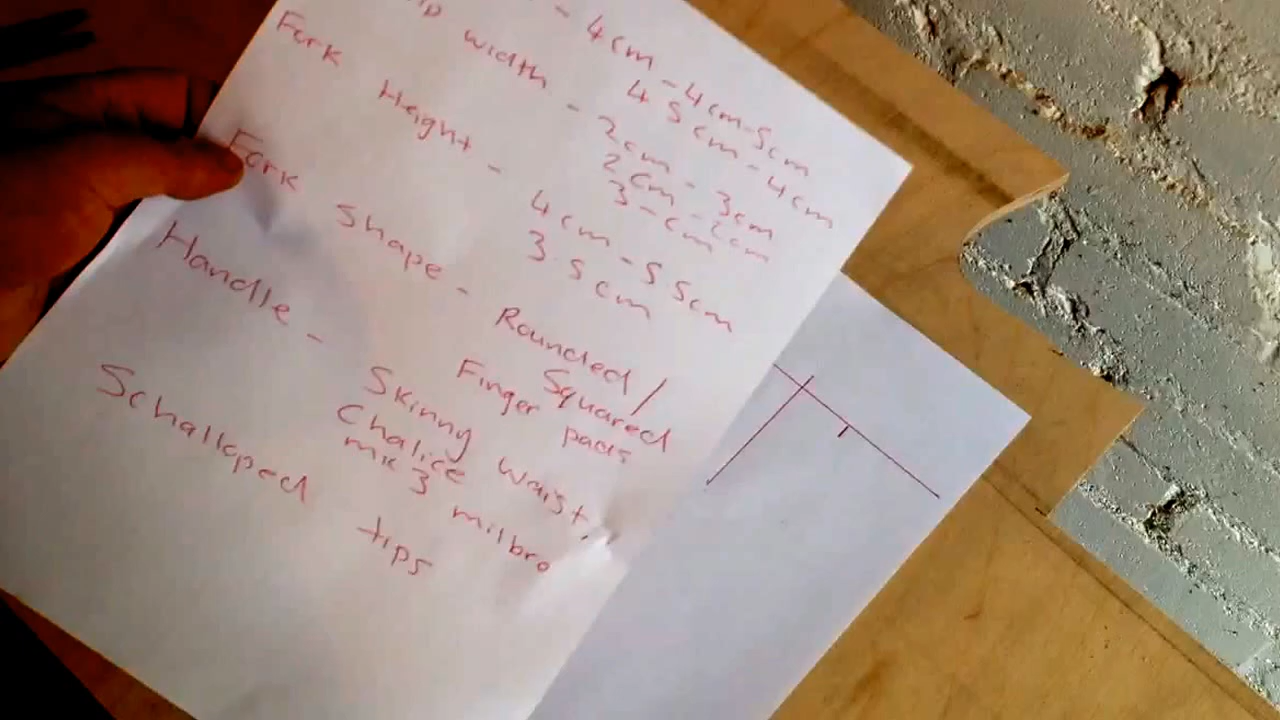 - 4cm - 4cm-5cm
4 5cm - 4cm
width - 2cm - 3cm
2cm - 2cm
3-cm
Fork Height - 4cm - 5 5cm
3.5cm
Fork Shape - Rounded /
Squared
Finger pads
Handle - Skinny waist,
Chalice
mk 3 milbro
Schalloped tips